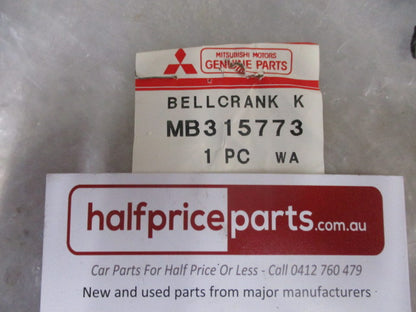 MITSUBISHI MOTORS
GENUINE PARTS
BELLCRANK K
MB315773
1 PC WA
halfpriceparts.com.au
Car Parts For Half Price Or Less - Call 0412 760 479
New and used parts from major manufacturers